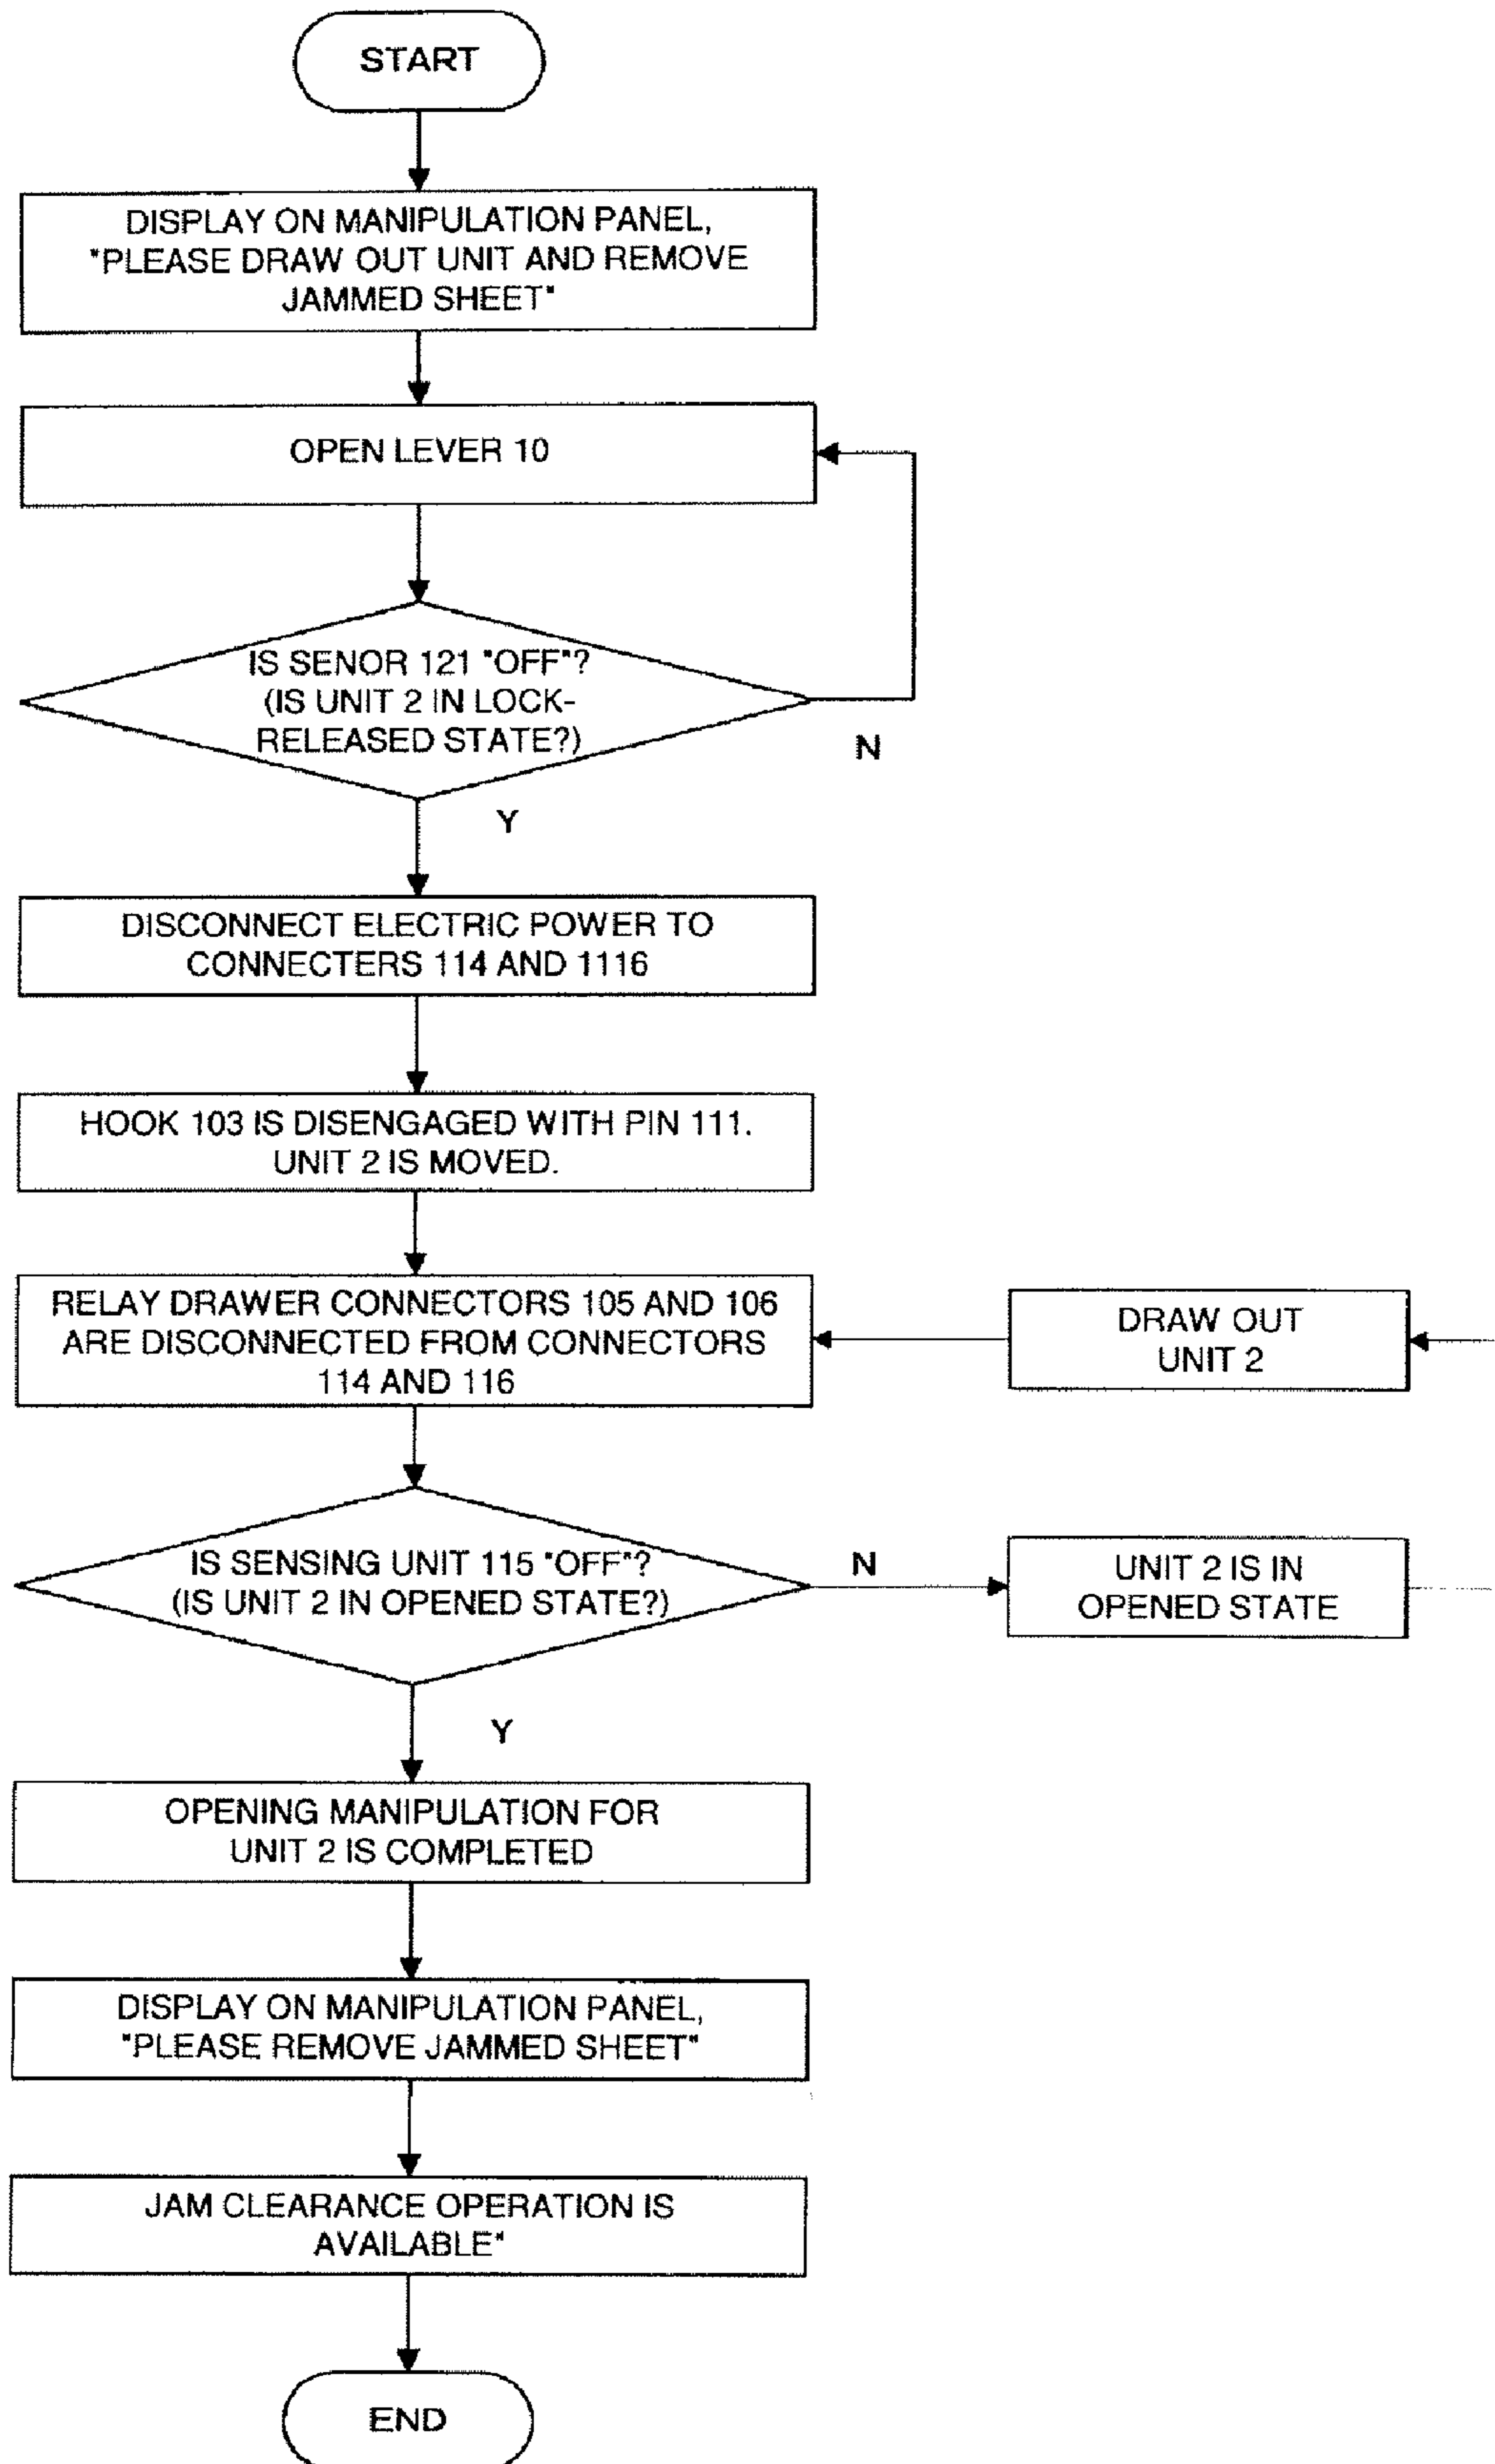 START
DISPLAY ON MANIPULATION PANEL,
"PLEASE DRAW OUT UNIT AND REMOVE
JAMMED SHEET"
OPEN LEVER 10
IS SENOR 121 "OFF"?
(IS UNIT 2 IN LOCK-
RELEASED STATE?)
N
Y
DISCONNECT ELECTRIC POWER TO
CONNECTERS 114 AND 1116
HOOK 103 IS DISENGAGED WITH PIN 111.
UNIT 2 IS MOVED.
RELAY DRAWER CONNECTORS 105 AND 106
ARE DISCONNECTED FROM CONNECTORS
114 AND 116
DRAW OUT
UNIT 2
IS SENSING UNIT 115 "OFF"?
(IS UNIT 2 IN OPENED STATE?)
N
UNIT 2 IS IN
OPENED STATE
Y
OPENING MANIPULATION FOR
UNIT 2 IS COMPLETED
DISPLAY ON MANIPULATION PANEL,
"PLEASE REMOVE JAMMED SHEET"
JAM CLEARANCE OPERATION IS
AVAILABLE"
END